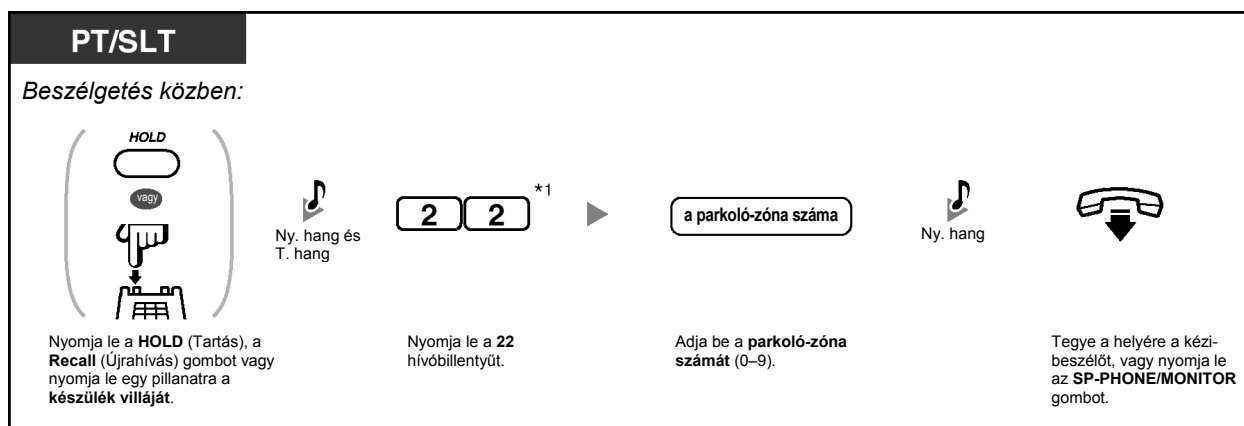 PT/SLT
Beszélgetés közben:
HOLD
vagy
Ny. hang és
T. hang
2 2 *1
a parkoló-zóna száma
Ny. hang
Nyomja le a HOLD (Tartás), a
Recall (Újrahívás) gombot vagy
nyomja le egy pillanatra a
készülék villáját.
Nyomja le a 22
hívóbillentyűt.
Adja be a parkoló-zóna
számát (0–9).
Tegye a helyére a kézi-
beszélőt, vagy nyomja le
az SP-PHONE/MONITOR
gombot.